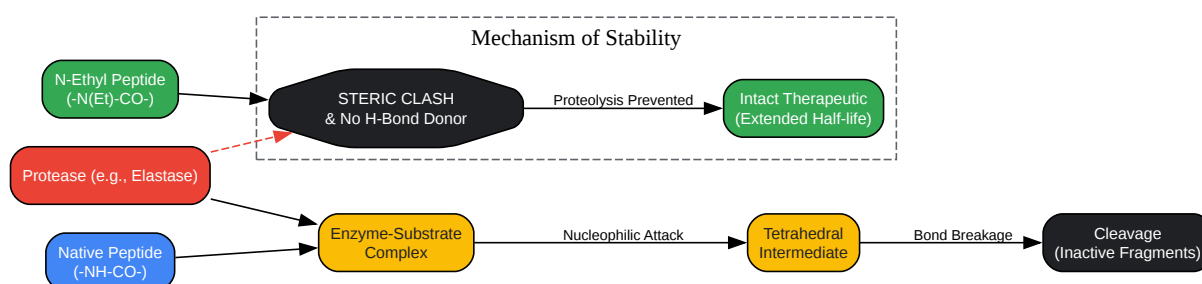 Mechanism of Stability
N-Ethyl Peptide
(-N(Et)-CO-)
STERIC CLASH
& No H-Bond Donor
Proteolysis Prevented
Intact Therapeutic
(Extended Half-life)
Protease (e.g., Elastase)
Native Peptide
(-NH-CO-)
Enzyme-Substrate
Complex
Nucleophilic Attack
Tetrahedral
Intermediate
Bond Breakage
Cleavage
(Inactive Fragments)